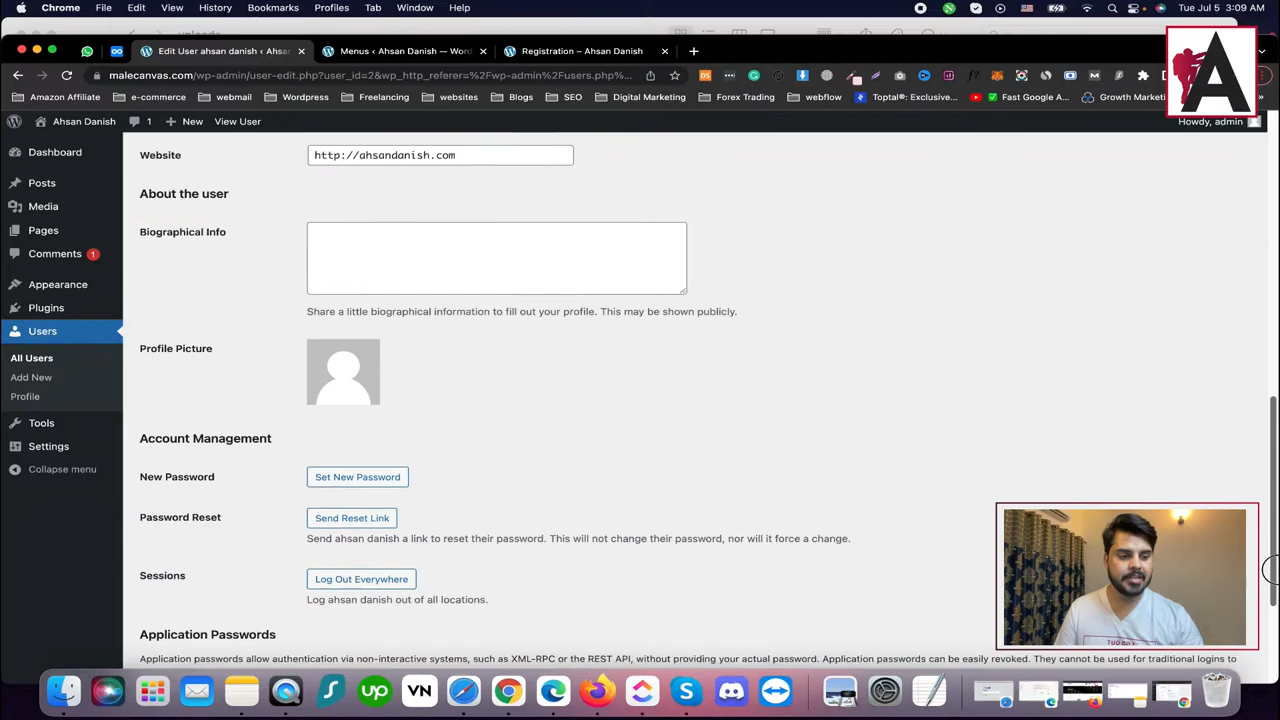 Chrome File Edit View History Bookmarks Profiles Tab Window Help Tue Jul 5 3:09 AM
Edit User ahsan danish ‹ Ahsa Menus ‹ Ahsan Danish — Word Registration – Ahsan Danish
malecanvas.com/wp-admin/user-edit.php?user_id=2&wp_http_referer=%2Fwp-admin%2Fusers.php%...
Amazon Affiliate e-commerce webmail Wordpress Freelancing websites Blogs SEO Digital Marketing Forex Trading webflow Toptal®: Exclusive... Fast Google A... Growth Market
A
Ahsan Danish 1 New View User Howdy, admin
Dashboard
Posts
Media
Pages
Comments 1
Appearance
Plugins
Users
All Users
Add New
Profile
Tools
Settings
Collapse menu
Website http://ahsandanish.com
About the user
Biographical Info
Share a little biographical information to fill out your profile. This may be shown publicly.
Profile Picture
Account Management
New Password Set New Password
Password Reset Send Reset Link
Send ahsan danish a link to reset their password. This will not change their password, nor will it force a change.
Sessions Log Out Everywhere
Log ahsan danish out of all locations.
Application Passwords
Application passwords allow authentication via non-interactive systems, such as XML-RPC or the REST API, without providing your actual password. Application passwords can be easily revoked. They cannot be used for traditional logins to
up VN